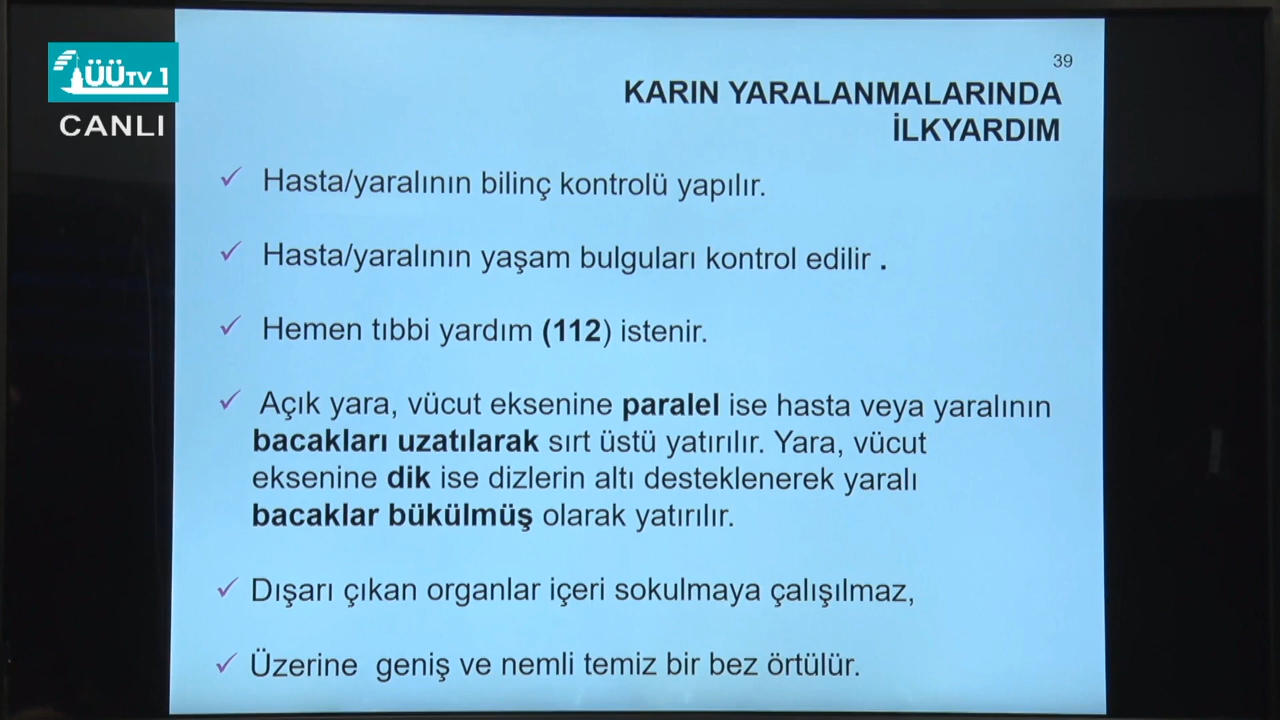 ÜÜTV 1
CANLI
39
KARIN YARALANMALARINDA
İLKYARDIM
Hasta/yaralının bilinç kontrolü yapılır.
Hasta/yaralının yaşam bulguları kontrol edilir .
Hemen tıbbi yardım (112) istenir.
Açık yara, vücut eksenine paralel ise hasta veya yaralının
bacakları uzatılarak sırt üstü yatırılır. Yara, vücut
eksenine dik ise dizlerin altı desteklenerek yaralı
bacaklar bükülmüş olarak yatırılır.
Dışarı çıkan organlar içeri sokulmaya çalışılmaz,
Üzerine  geniş ve nemli temiz bir bez örtülür.